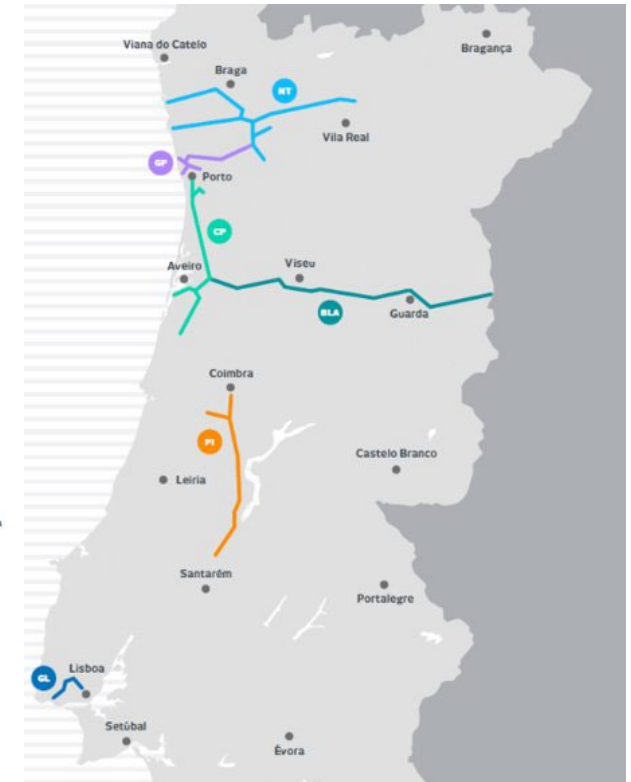 Viana do Catelo
Bragança
Braga
NT
Vila Real
GP
Porto
CP
Aveiro
Viseu
BLA
Guarda
Coimbra
PI
Castelo Branco
Leiria
Santarém
Portalegre
GL
Lisboa
Setúbal
Évora